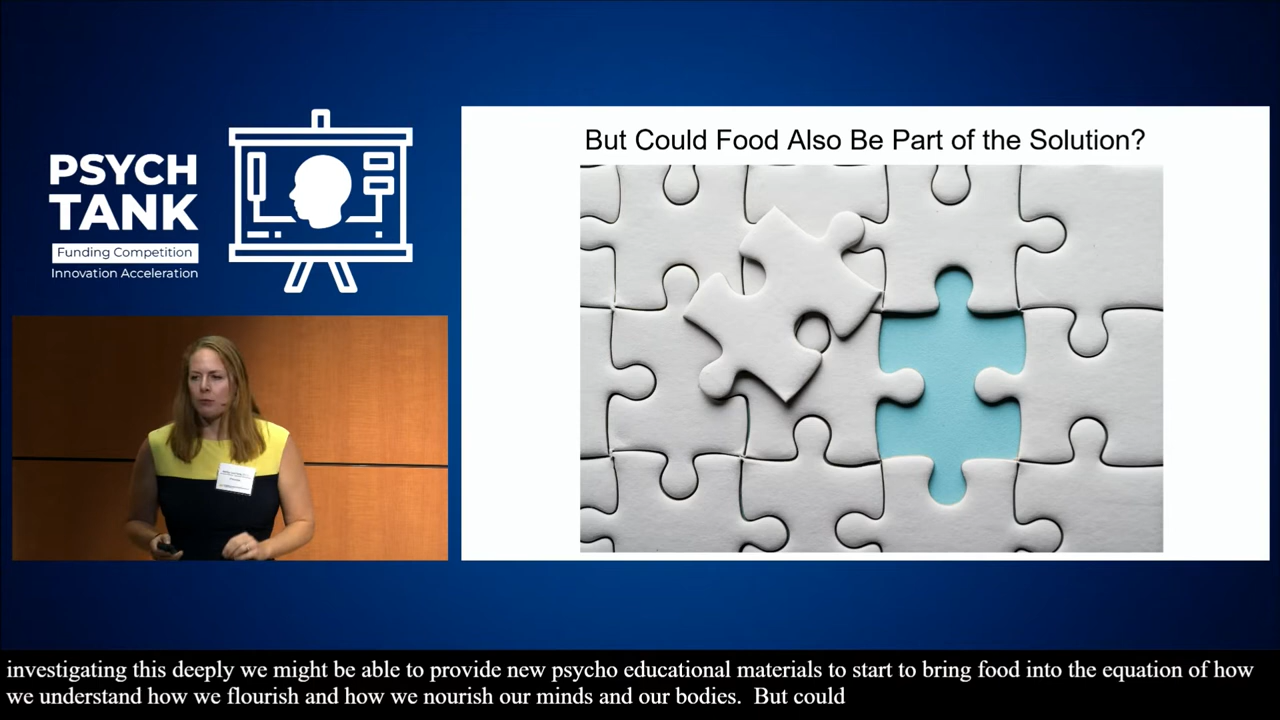 PSYCH
TANK
Funding Competition
Innovation Acceleration
But Could Food Also Be Part of the Solution?
investigating this deeply we might be able to provide new psycho educational materials to start to bring food into the equation of how
we understand how we flourish and how we nourish our minds and our bodies.  But could